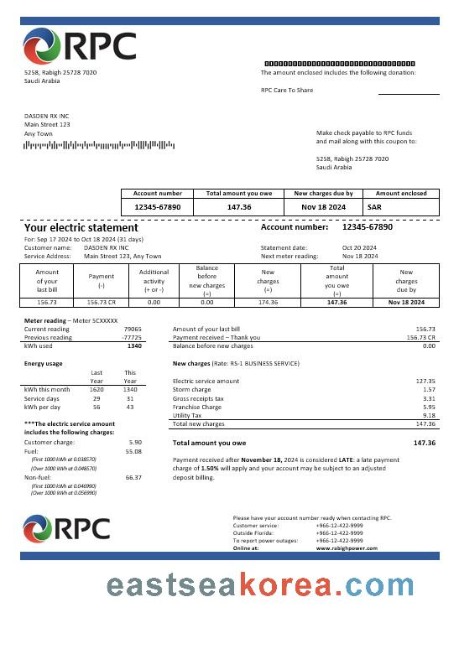 RPC
5258, Rabigh 25728 7020
Saudi Arabia
The amount enclosed includes the following donation:
RPC Care To Share
DASDEN RX INC
Main Street 123
Any Town
Make check payable to RPC funds
and mail along with this coupon to:
5258, Rabigh 25728 7020
Saudi Arabia
Account number Total amount you owe New charges due by Amount enclosed
12345-67890 147.36 Nov 18 2024 SAR
Your electric statement Account number: 12345-67890
For: Sep 17 2024 to Oct 18 2024 (31 days)
Customer name: DASDEN RX INC Statement date: Oct 20 2024
Service Address: Main Street 123, Any Town Next meter reading: Nov 18 2024
Amount of your last bill Payment (-) Additional activity (+ or -) Balance before new charges (=) New charges (+) Total amount you owe (=) New charges due by
156.73 156.73 CR 0.00 0.00 174.36 147.36 Nov 18 2024
Meter reading – Meter 5CXXXXX
Current reading 79065 Amount of your last bill 156.73
Previous reading -77725 Payment received – Thank you 156.73 CR
kWh used 1340 Balance before new charges 0.00
Energy usage New charges (Rate: RS-1 BUSINESS SERVICE)
Last Year This Year
kWh this month 1620 1340
Service days 29 31
kWh per day 56 43
Electric service amount 127.35
Storm charge 1.57
Gross receipts tax 3.31
Franchise Charge 5.95
Utility Tax 9.18
Total new charges 147.36
***The electric service amount
includes the following charges:
Customer charge: 5.90
Total amount you owe 147.36
Fuel: 55.08
(First 1000 kWh at 0.038570)
(Over 1000 kWh at 0.048570)
Non-fuel: 66.37
(First 1000 kWh at 0.046990)
(Over 1000 kWh at 0.056990)
Payment received after November 18, 2024 is considered LATE: a late payment
charge of 1.50% will apply and your account may be subject to an adjusted
deposit billing.
RPC
Please have your account number ready when contacting RPC.
Customer service: +966-12-422-9999
Outside Florida: +966-12-422-9999
To report power outages: +966-12-422-9999
Online at: www.rabighpower.com
eastseakorea.com